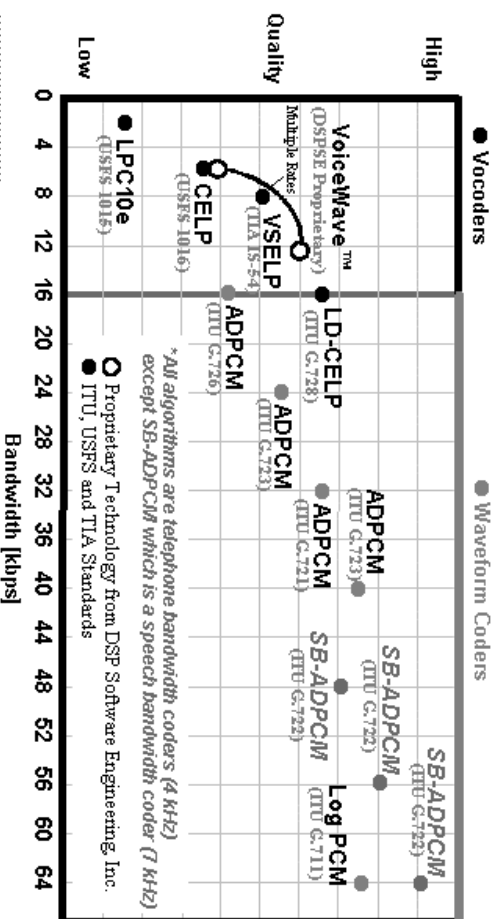 Vocoders
Waveform Coders
High
Quality
Low
VoiceWave™
(DSPSE Proprietary)
Multiple Rates
LPC10e
(USFS 1015)
CELP
(USFS 1016)
VSELP
(TIA IS-54)
LD-CELP
(ITU G.728)
ADPCM
(ITU G.726)
ADPCM
(ITU G.723)
ADPCM
(ITU G.721)
ADPCM
(ITU G.723)
SB-ADPCM
(ITU G.722)
SB-ADPCM
(ITU G.722)
SB-ADPCM
(ITU G.722)
Log PCM
(ITU G.711)
*All algorithms are telephone bandwidth coders (4 kHz)
except SB-ADPCM which is a speech bandwidth coder (7 kHz)
Proprietary Technology from DSP Software Engineering, Inc.
ITU, USFS and TIA Standards
0 4 8 12 16 20 24 28 32 36 40 44 48 52 56 60 64
Bandwidth [kbps]